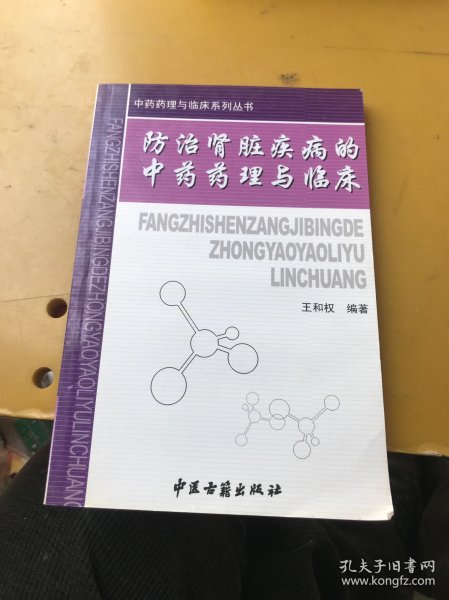 中药药理与临床系列丛书
防治肾脏疾病的
中药药理与临床
FANGZHISHENZANGJIBINGDE
ZHONGYAOYAOLIYU
LINCHUANG
王和权 编著
FANGZHISHENZANGJIBINGDEZHONGYAOYAOLIYULINCHUANG
中医古籍出版社
孔夫子旧书网
www.kongfz.com